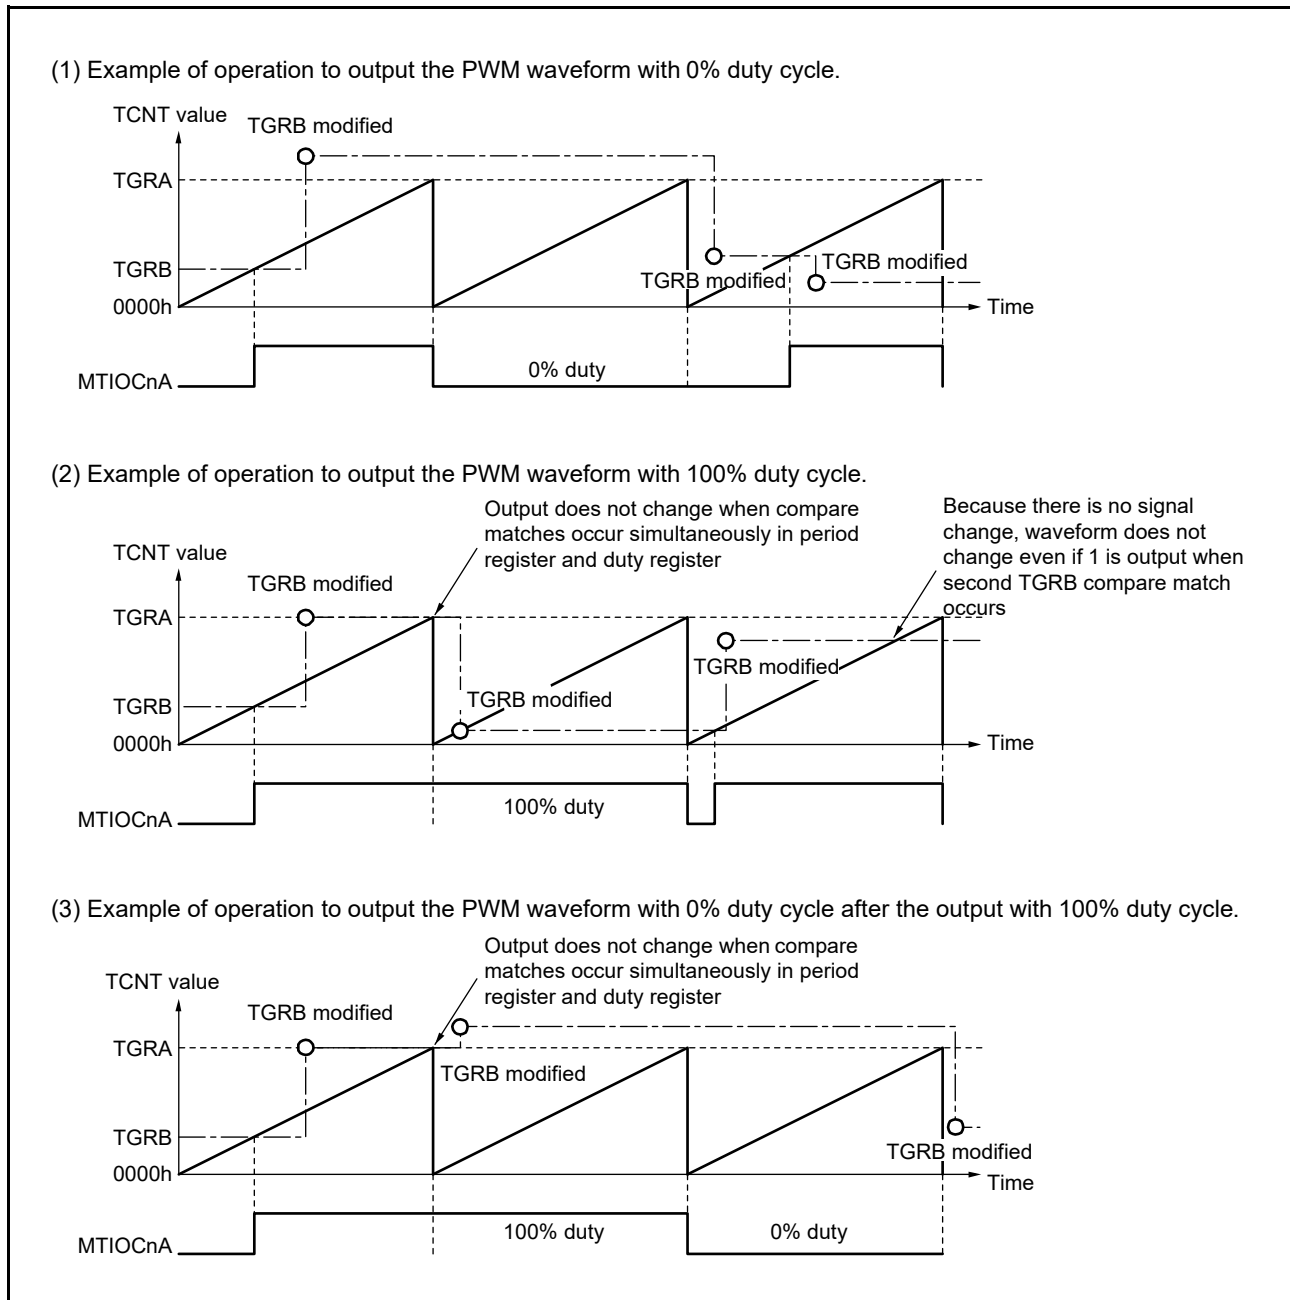 (1) Example of operation to output the PWM waveform with 0% duty cycle.
TCNT value
TGRB modified
TGRA
TGRB
TGRB modified
TGRB modified
0000h
Time
0% duty
MTIOCnA
(2) Example of operation to output the PWM waveform with 100% duty cycle.
Output does not change when compare
matches occur simultaneously in period
register and duty register
Because there is no signal
change, waveform does not
change even if 1 is output when
second TGRB compare match
occurs
TCNT value
TGRB modified
TGRA
TGRB modified
TGRB modified
TGRB
0000h
Time
100% duty
MTIOCnA
(3) Example of operation to output the PWM waveform with 0% duty cycle after the output with 100% duty cycle.
Output does not change when compare
matches occur simultaneously in period
register and duty register
TCNT value
TGRB modified
TGRA
TGRB modified
TGRB
TGRB modified
0000h
Time
100% duty
0% duty
MTIOCnA